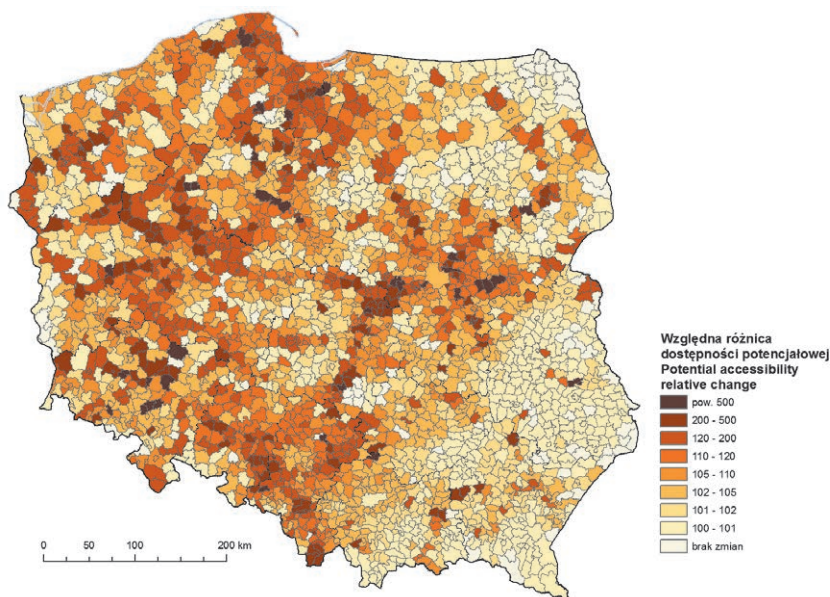 Względna różnica
dostępności potencjałowej
Potential accessibility
relative change
pow. 500
200 - 500
120 - 200
110 - 120
105 - 110
102 - 105
101 - 102
100 - 101
brak zmian
0 50 100 200 km